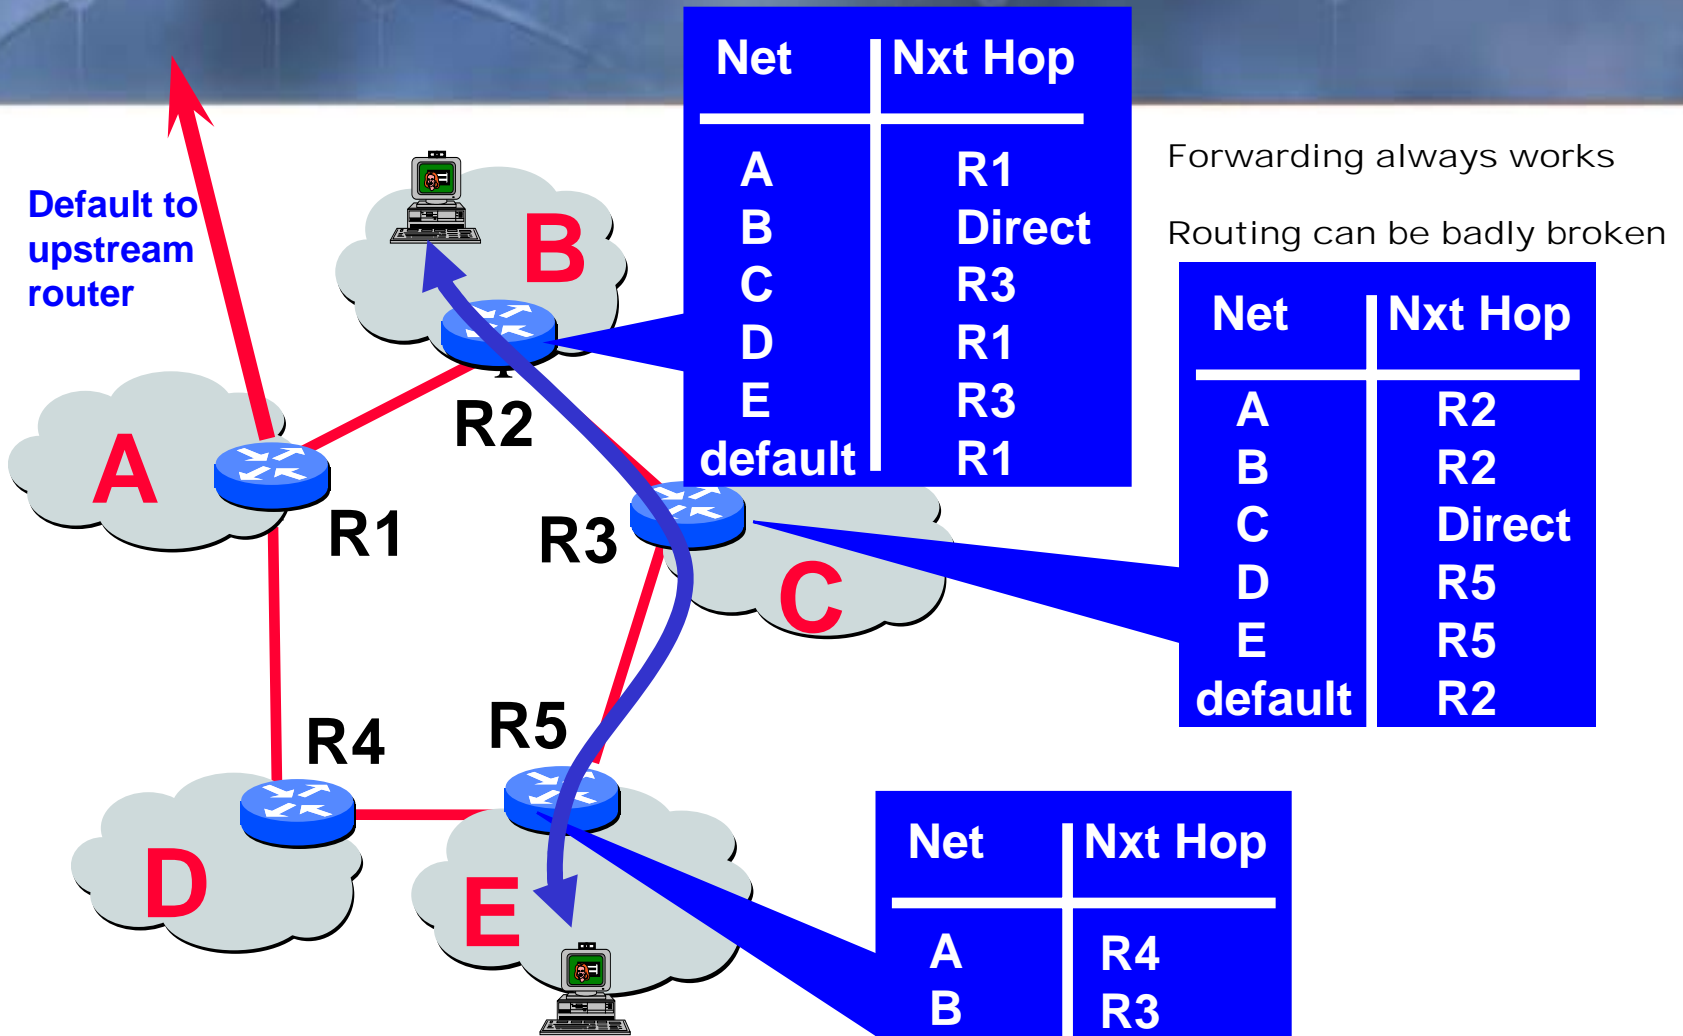 Default to
upstream
router
A
B
C
D
E
R1
R2
R3
R4
R5
Net Nxt Hop
A R1
B Direct
C R3
D R1
E R3
default R1
Forwarding always works
Routing can be badly broken
Net Nxt Hop
A R2
B R2
C Direct
D R5
E R5
default R2
Net Nxt Hop
A R4
B R3